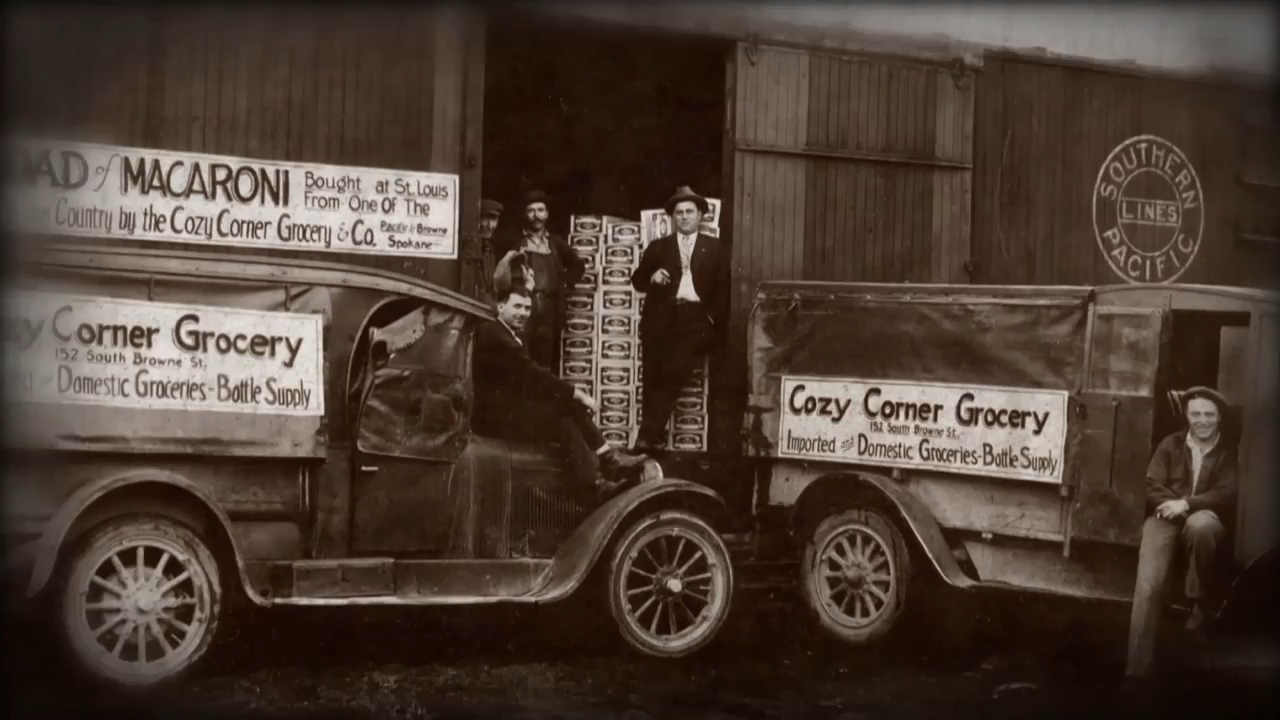 OAD of MACARONI Bought at St. Louis
From One Of The
Country by the Cozy Corner Grocery & Co. Pacific & Browne
Spokane
zy Corner Grocery
152 South Browne St.
Domestic Groceries-Bottle Supply
Cozy Corner Grocery
152 South Browne St.
Imported and Domestic Groceries-Bottle Supply
SOUTHERN
LINES
PACIFIC